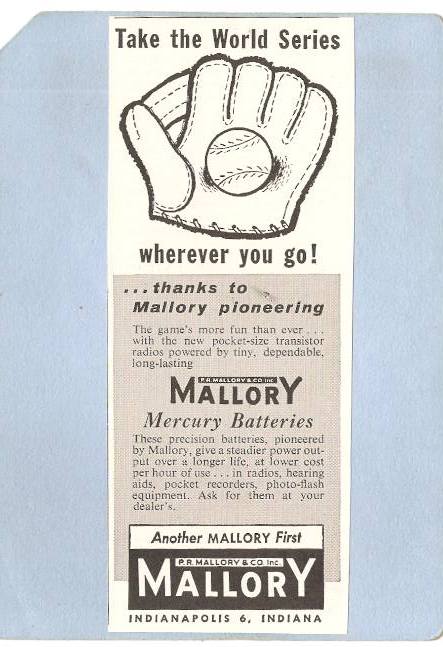 Take the World Series
wherever you go!
...thanks to
Mallory pioneering
The game's more fun than ever...
with the new pocket-size transistor
radios powered by tiny, dependable,
long-lasting
P.R. MALLORY & CO. Inc.
MALLORY
Mercury Batteries
These precision batteries, pioneered
by Mallory, give a steadier power out-
put over a longer life, at lower cost
per hour of use...in radios, hearing
aids, pocket recorders, photo-flash
equipment. Ask for them at your
dealer's.
Another MALLORY First
P.R. MALLORY & CO. Inc.
MALLORY
INDIANAPOLIS 6, INDIANA